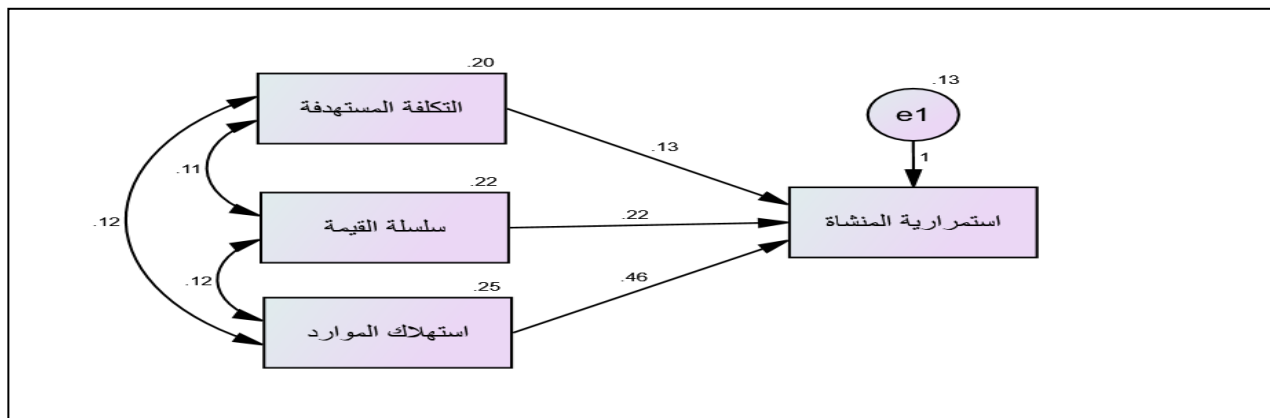 .20
التكلفة المستهدفة
.13
e1
.13
1
.11
.22
سلسلة القيمة
.22
استمرارية المنشاة
.12
.12
.25
استهلاك الموارد
.46